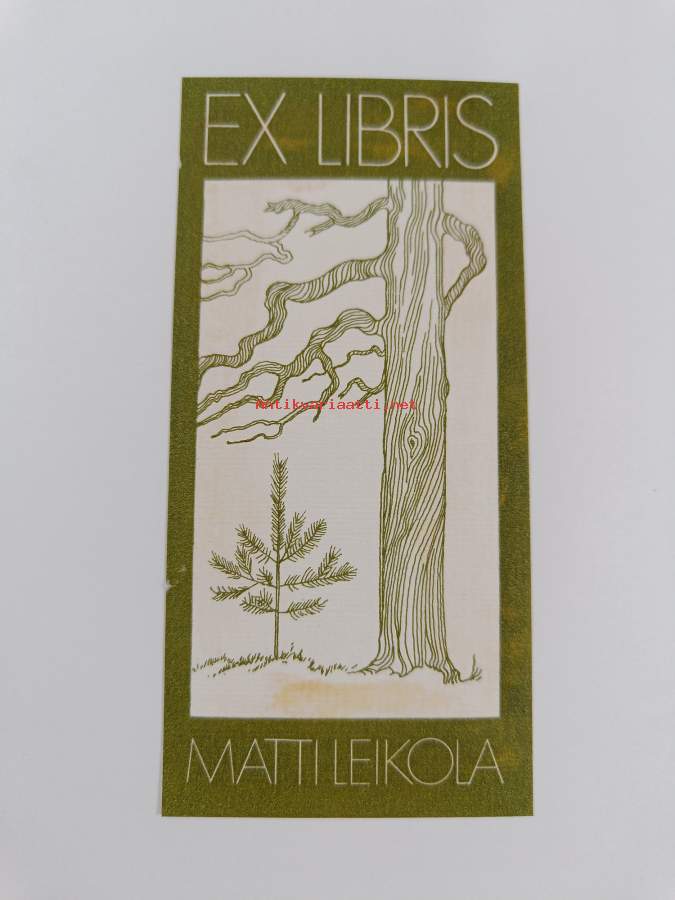 EX LIBRIS
Antikvariaatti.net
MATTI LEIKOLA